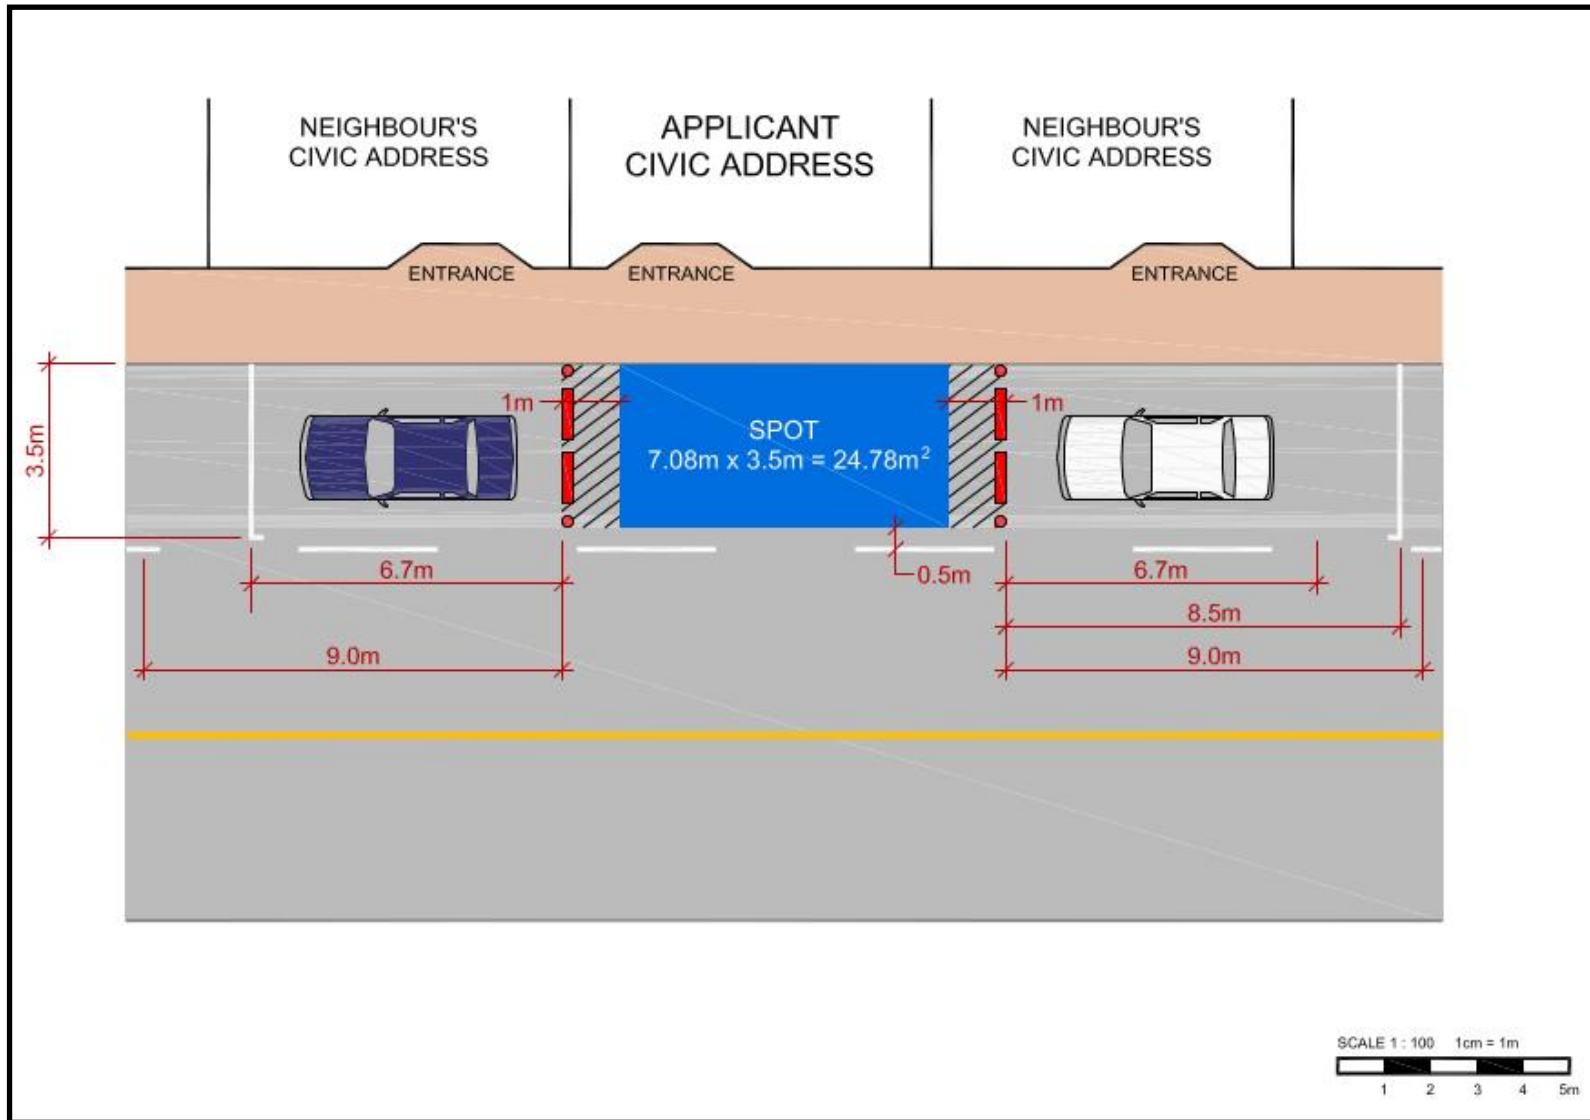 NEIGHBOUR'S
CIVIC ADDRESS
APPLICANT
CIVIC ADDRESS
NEIGHBOUR'S
CIVIC ADDRESS
ENTRANCE
ENTRANCE
ENTRANCE
3.5m
1m
SPOT
7.08m x 3.5m = 24.78m²
1m
6.7m
0.5m
6.7m
8.5m
9.0m
9.0m
SCALE 1 : 100 1cm = 1m
1 2 3 4 5m